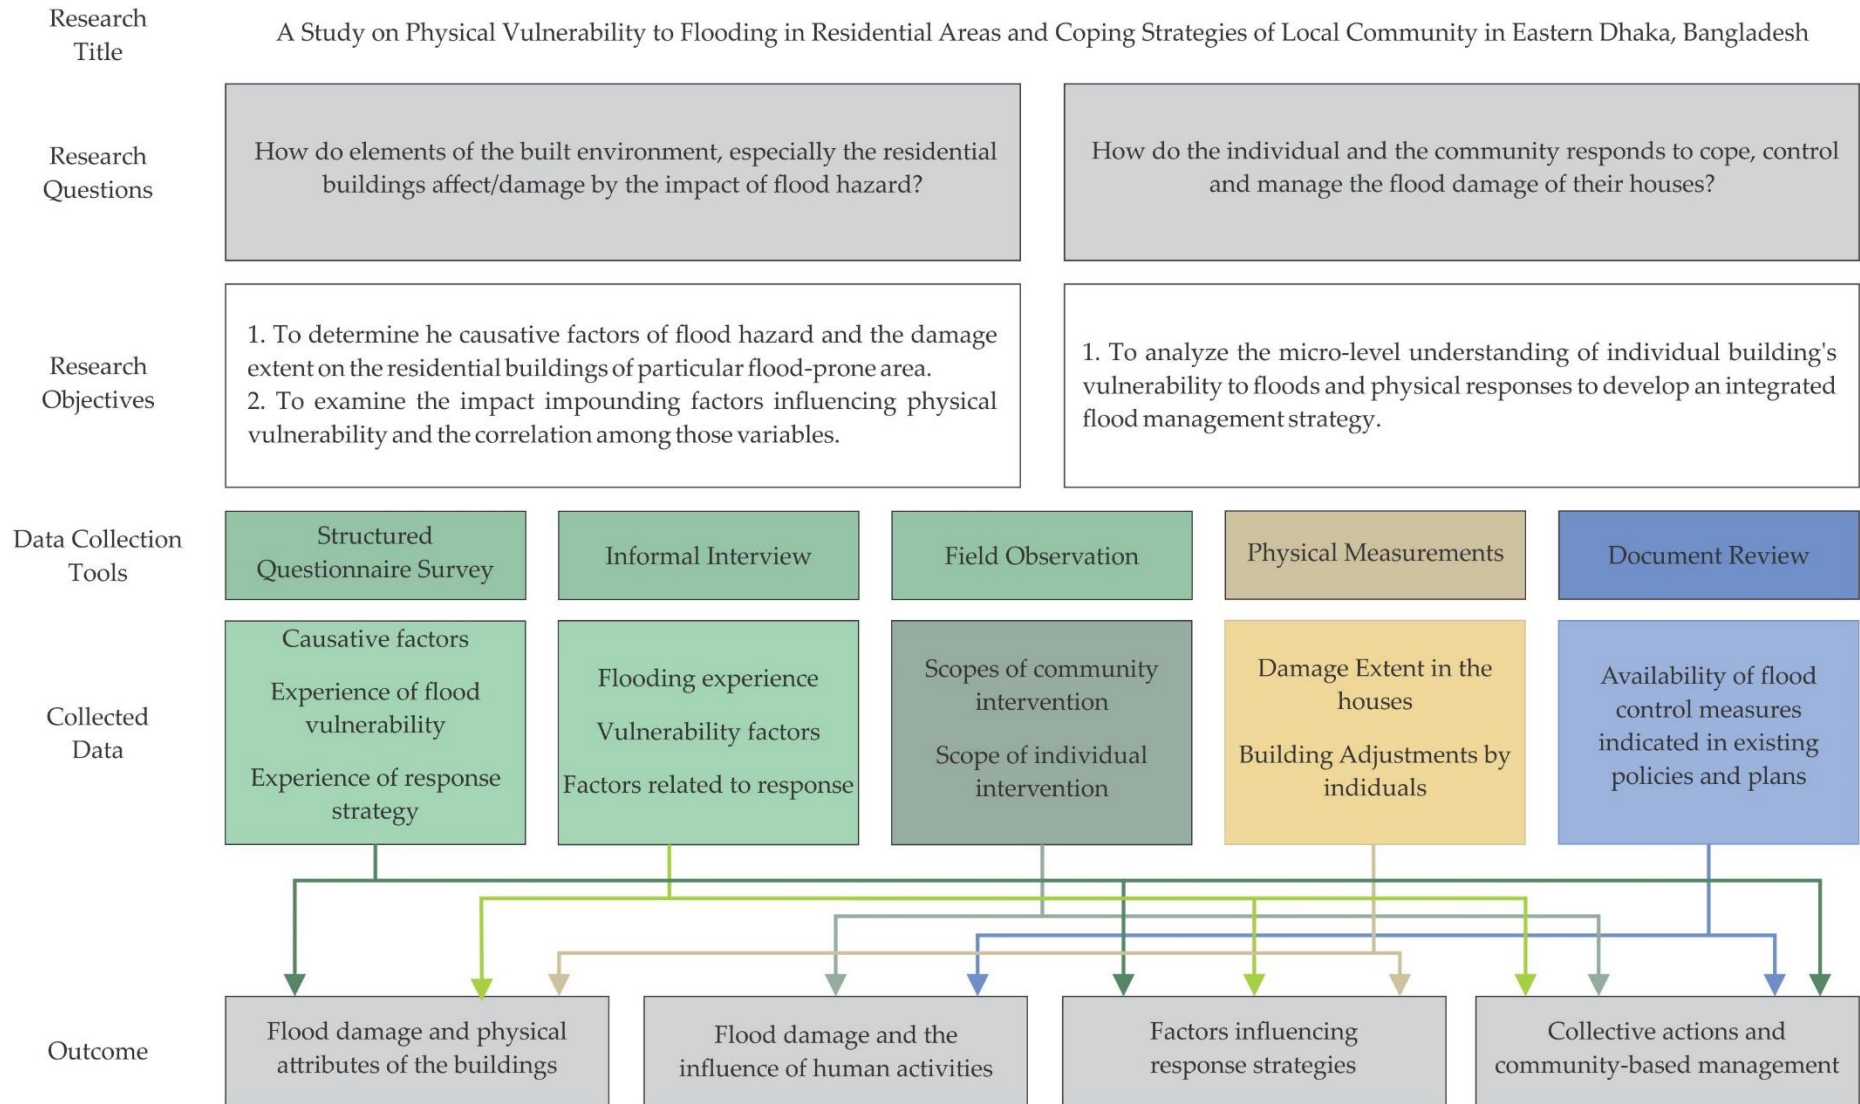 Research
Title
A Study on Physical Vulnerability to Flooding in Residential Areas and Coping Strategies of Local Community in Eastern Dhaka, Bangladesh
Research
Questions
How do elements of the built environment, especially the residential
buildings affect/damage by the impact of flood hazard?
How do the individual and the community responds to cope, control
and manage the flood damage of their houses?
Research
Objectives
1. To determine he causative factors of flood hazard and the damage
extent on the residential buildings of particular flood-prone area.
2. To examine the impact impounding factors influencing physical
vulnerability and the correlation among those variables.
1. To analyze the micro-level understanding of individual building's
vulnerability to floods and physical responses to develop an integrated
flood management strategy.
Data Collection
Tools
Structured
Questionnaire Survey
Informal Interview
Field Observation
Physical Measurements
Document Review
Collected
Data
Causative factors
Experience of flood
vulnerability
Experience of response
strategy
Flooding experience
Vulnerability factors
Factors related to response
Scopes of community
intervention
Scope of individual
intervention
Damage Extent in the
houses
Building Adjustments by
indiduals
Availability of flood
control measures
indicated in existing
policies and plans
Outcome
Flood damage and physical
attributes of the buildings
Flood damage and the
influence of human activities
Factors influencing
response strategies
Collective actions and
community-based management